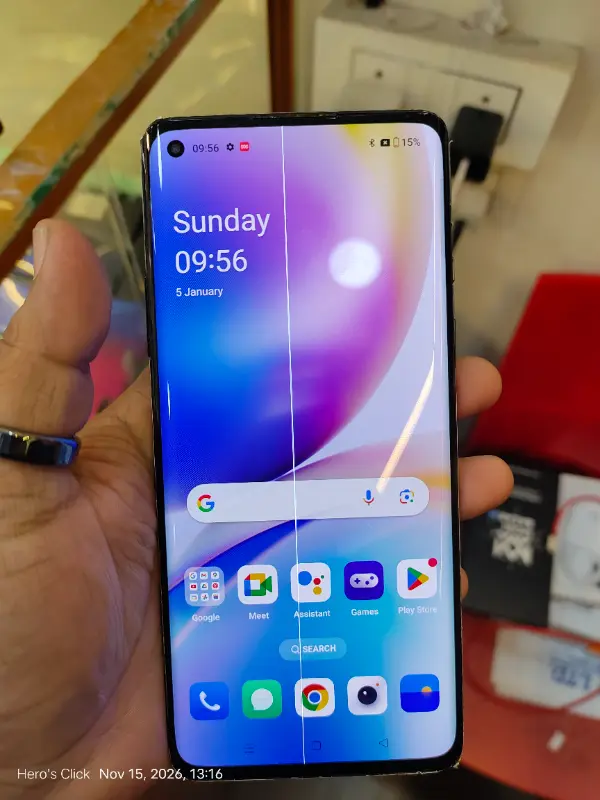 09:56
15%
Sunday
09:56
5 January
G
Google
Meet
Assistant
Games
Play Store
SEARCH
Hero's Click Nov 15, 2026, 13:16